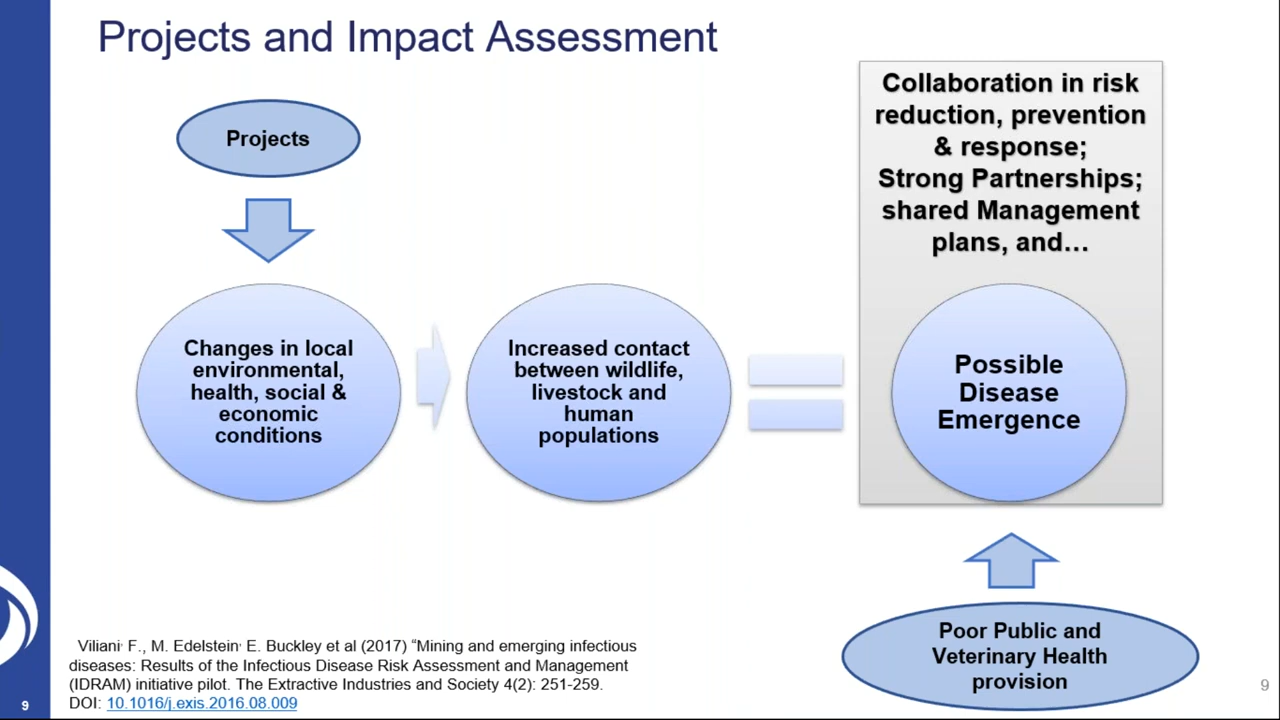 Projects and Impact Assessment
Projects
Collaboration in risk
reduction, prevention
& response;
Strong Partnerships;
shared Management
plans, and…
Changes in local
environmental,
health, social &
economic
conditions
Increased contact
between wildlife,
livestock and
human
populations
Possible
Disease
Emergence
Poor Public and
Veterinary Health
provision
Viliani, F., M. Edelstein, E. Buckley et al (2017) “Mining and emerging infectious
diseases: Results of the Infectious Disease Risk Assessment and Management
(IDRAM) initiative pilot. The Extractive Industries and Society 4(2): 251-259.
DOI: 10.1016/j.exis.2016.08.009
9
9